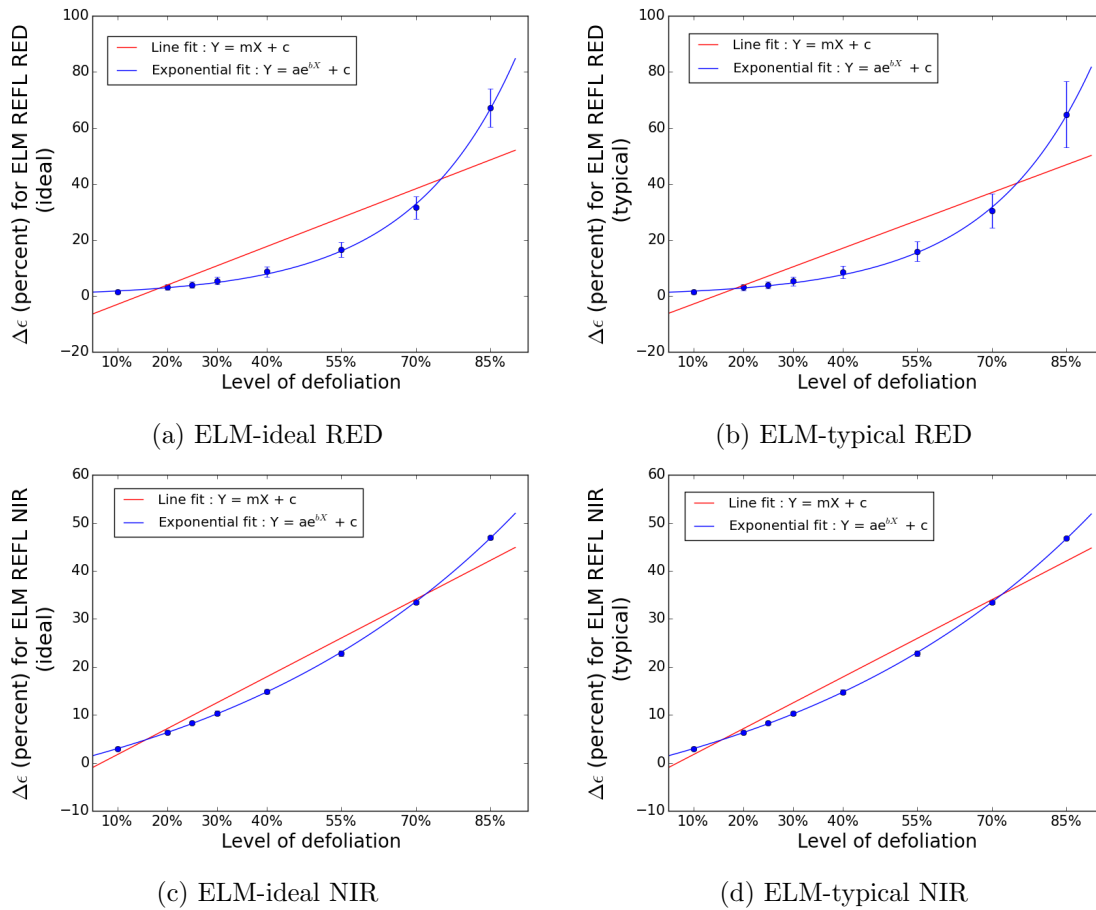 Δϵ (percent) for ELM REFL RED
(ideal)
100
80
60
40
20
0
−20
Line fit : Y = mX + c
Exponential fit : Y = ae^{bX} + c
10% 20% 30% 40% 55% 70% 85%
Level of defoliation
(a) ELM-ideal RED
Δϵ (percent) for ELM REFL RED
(typical)
100
80
60
40
20
0
−20
Line fit : Y = mX + c
Exponential fit : Y = ae^{bX} + c
10% 20% 30% 40% 55% 70% 85%
Level of defoliation
(b) ELM-typical RED
Δϵ (percent) for ELM REFL NIR
(ideal)
60
50
40
30
20
10
0
−10
Line fit : Y = mX + c
Exponential fit : Y = ae^{bX} + c
10% 20% 30% 40% 55% 70% 85%
Level of defoliation
(c) ELM-ideal NIR
Δϵ (percent) for ELM REFL NIR
(typical)
60
50
40
30
20
10
0
−10
Line fit : Y = mX + c
Exponential fit : Y = ae^{bX} + c
10% 20% 30% 40% 55% 70% 85%
Level of defoliation
(d) ELM-typical NIR